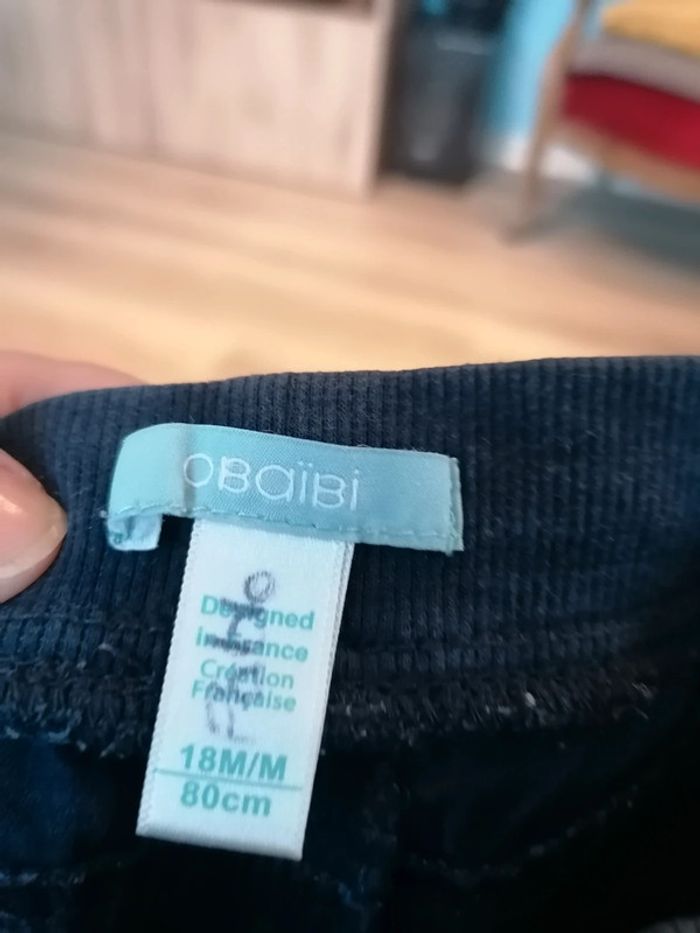 OBaïBi
Designed
in France
Création
Française
18M/M
80cm